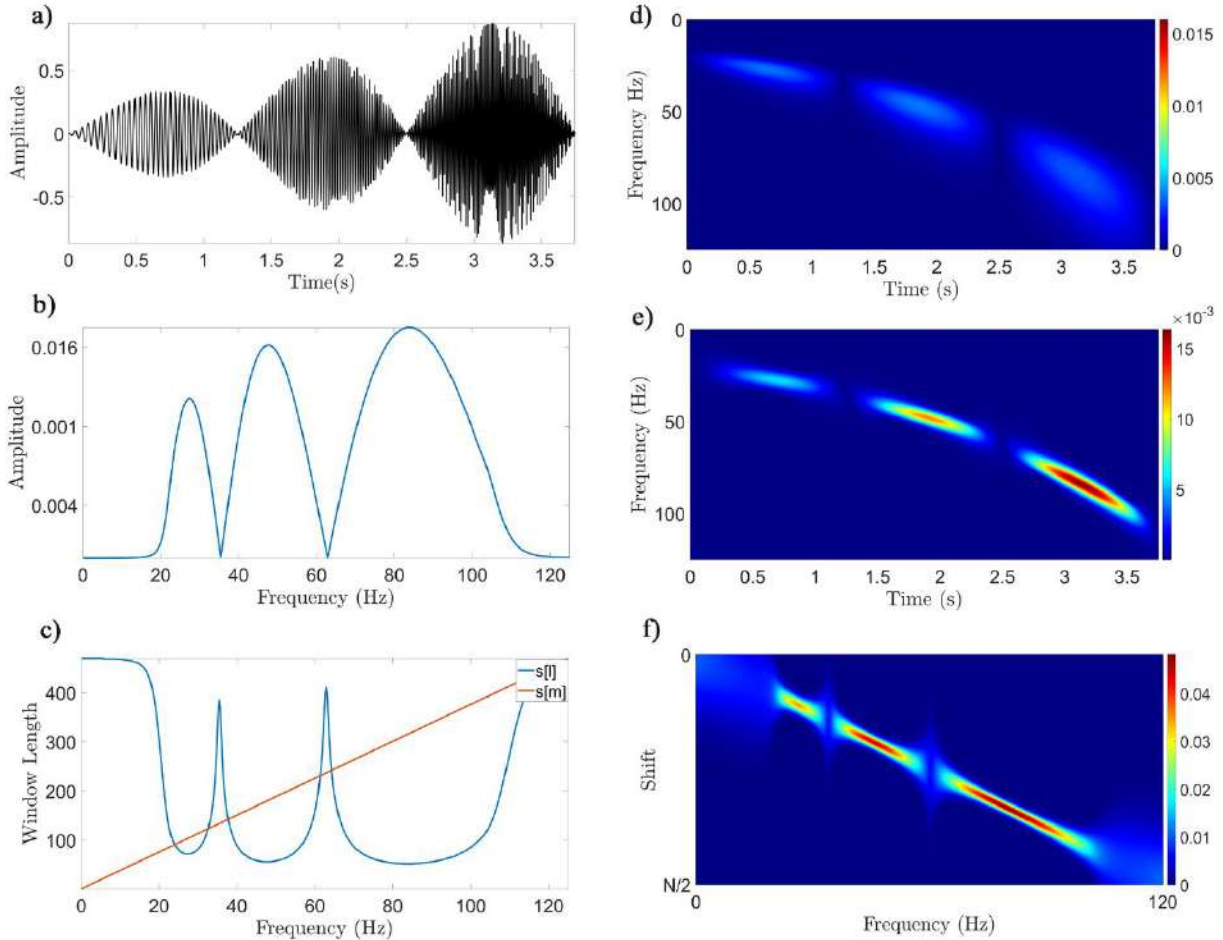 a)
Amplitude
0.5
0
-0.5
0 0.5 1 1.5 2 2.5 3 3.5
Time(s)
b)
Amplitude
0.016
0.001
0.004
0 20 40 60 80 100 120
Frequency (Hz)
c)
Window Length
400
300
200
100
s[l]
s[m]
0 20 40 60 80 100 120
Frequency (Hz)
d)
Frequency Hz)
0
50
100
0 0.5 1 1.5 2 2.5 3 3.5
Time (s)
0.015
0.01
0.005
0
e)
Frequency (Hz)
0
50
100
0 0.5 1 1.5 2 2.5 3 3.5
Time (s)
×10-3
15
10
5
f)
Shift
0
N/2
0 120
Frequency (Hz)
0.04
0.03
0.02
0.01
0